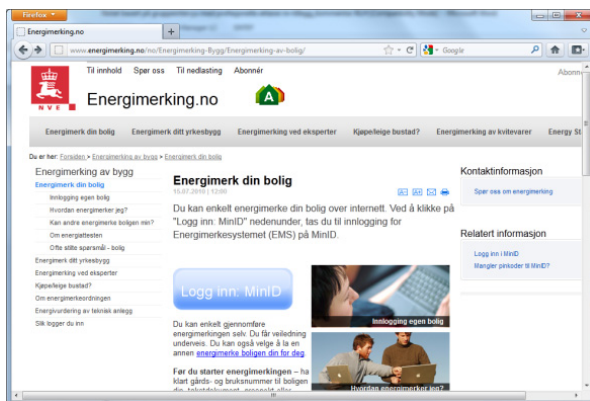 Firefox
Energimerking.no
www.energimerking.no/no/Energimerking-Bygg/Energimerking-av-bolig/
Google
Til innhold Spør oss Til nedlasting Abonnér
Abonn
NVE
Energimerking.no
A
Energimerk din bolig Energimerk ditt yrkesbygg Energimerking ved eksperter Kjøpe/leige bustad? Energimerking av kvitevarer Energy St
Du er her: Forsiden > Energimerking av bygg > Energimerk din bolig
Energimerking av bygg
Energimerk din bolig
Innlogging egen bolig
Hvordan energimerker jeg?
Kan andre energimerke boligen min?
Om energiattesten
Ofte stilte spørsmål - bolig
Energimerk ditt yrkesbygg
Energimerking ved eksperter
Kjøpe/leige bustad?
Om energimerkeordningen
Energivurdering av tekniske anlegg
Slik logger du inn
Energimerk din bolig
15.07.2010 | 12:00
Du kan enkelt energimerke din bolig over internett. Ved å klikke på
"Logg inn: MinID" nedenunder, tas du til innlogging for
Energimerkesystemet (EMS) på MinID.
Logg inn: MinID
Innlogging egen bolig
Du kan enkelt gjennomføre
energimerkingen selv. Du får veiledning
underveis. Du kan også velge å la en
annen energimerke boligen din for deg.
Før du starter energimerkingen – ha
klart gårds- og bruksnummer til boligen
Hvordan energimerker jeg?
Kontaktinformasjon
Spør oss om energimerking
Relatert informasjon
Logg inn i MinID
Mangler pinkoder til MinID?